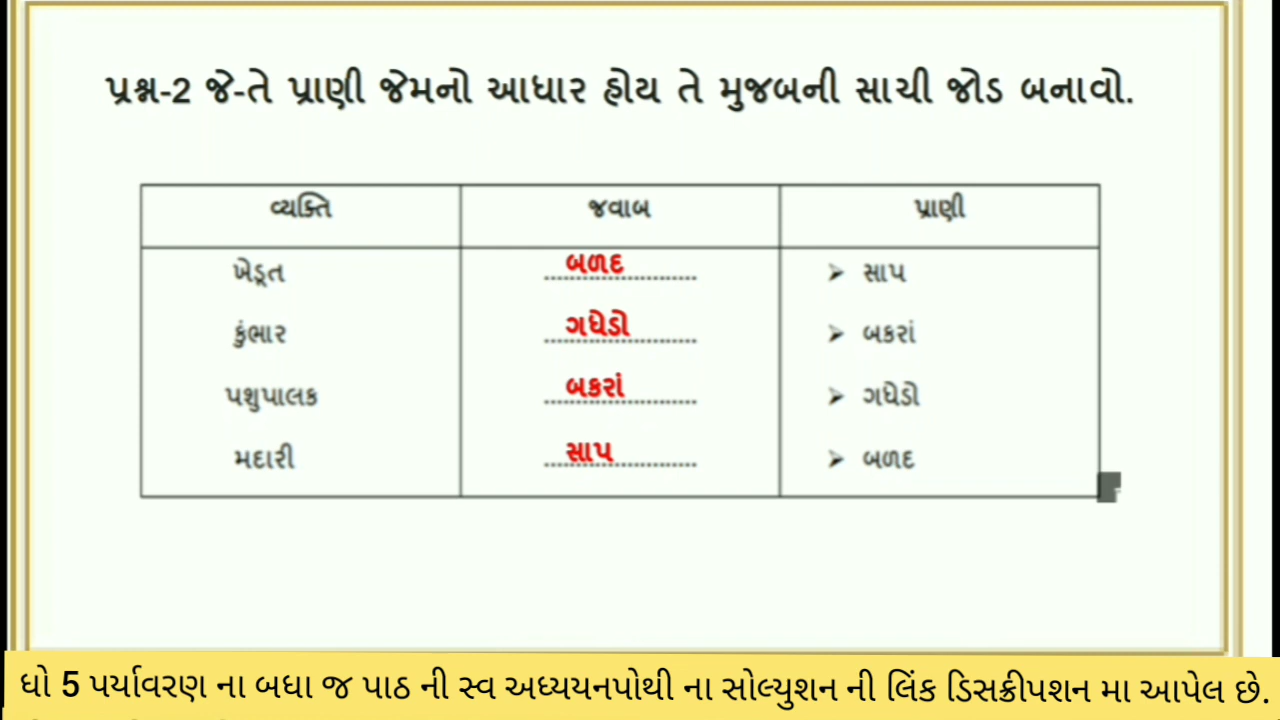 પ્રશ્ન-2 જે-તે પ્રાણી જેમનો આધાર હોય તે મુજબની સાચી જોડ બનાવો.
વ્યક્તિ જવાબ પ્રાણી
ખેડૂત બળદ ➤ સાપ
કુંભાર ગધેડો ➤ બકરાં
પશુપાલક બકરાં ➤ ગધેડો
મદારી સાપ ➤ બળદ
ધો 5 પર્યાવરણ ના બધા જ પાઠ ની સ્વ અધ્યયનપોથી ના સોલ્યુશન ની લિંક ડિસક્રીપશન મા આપેલ છે.